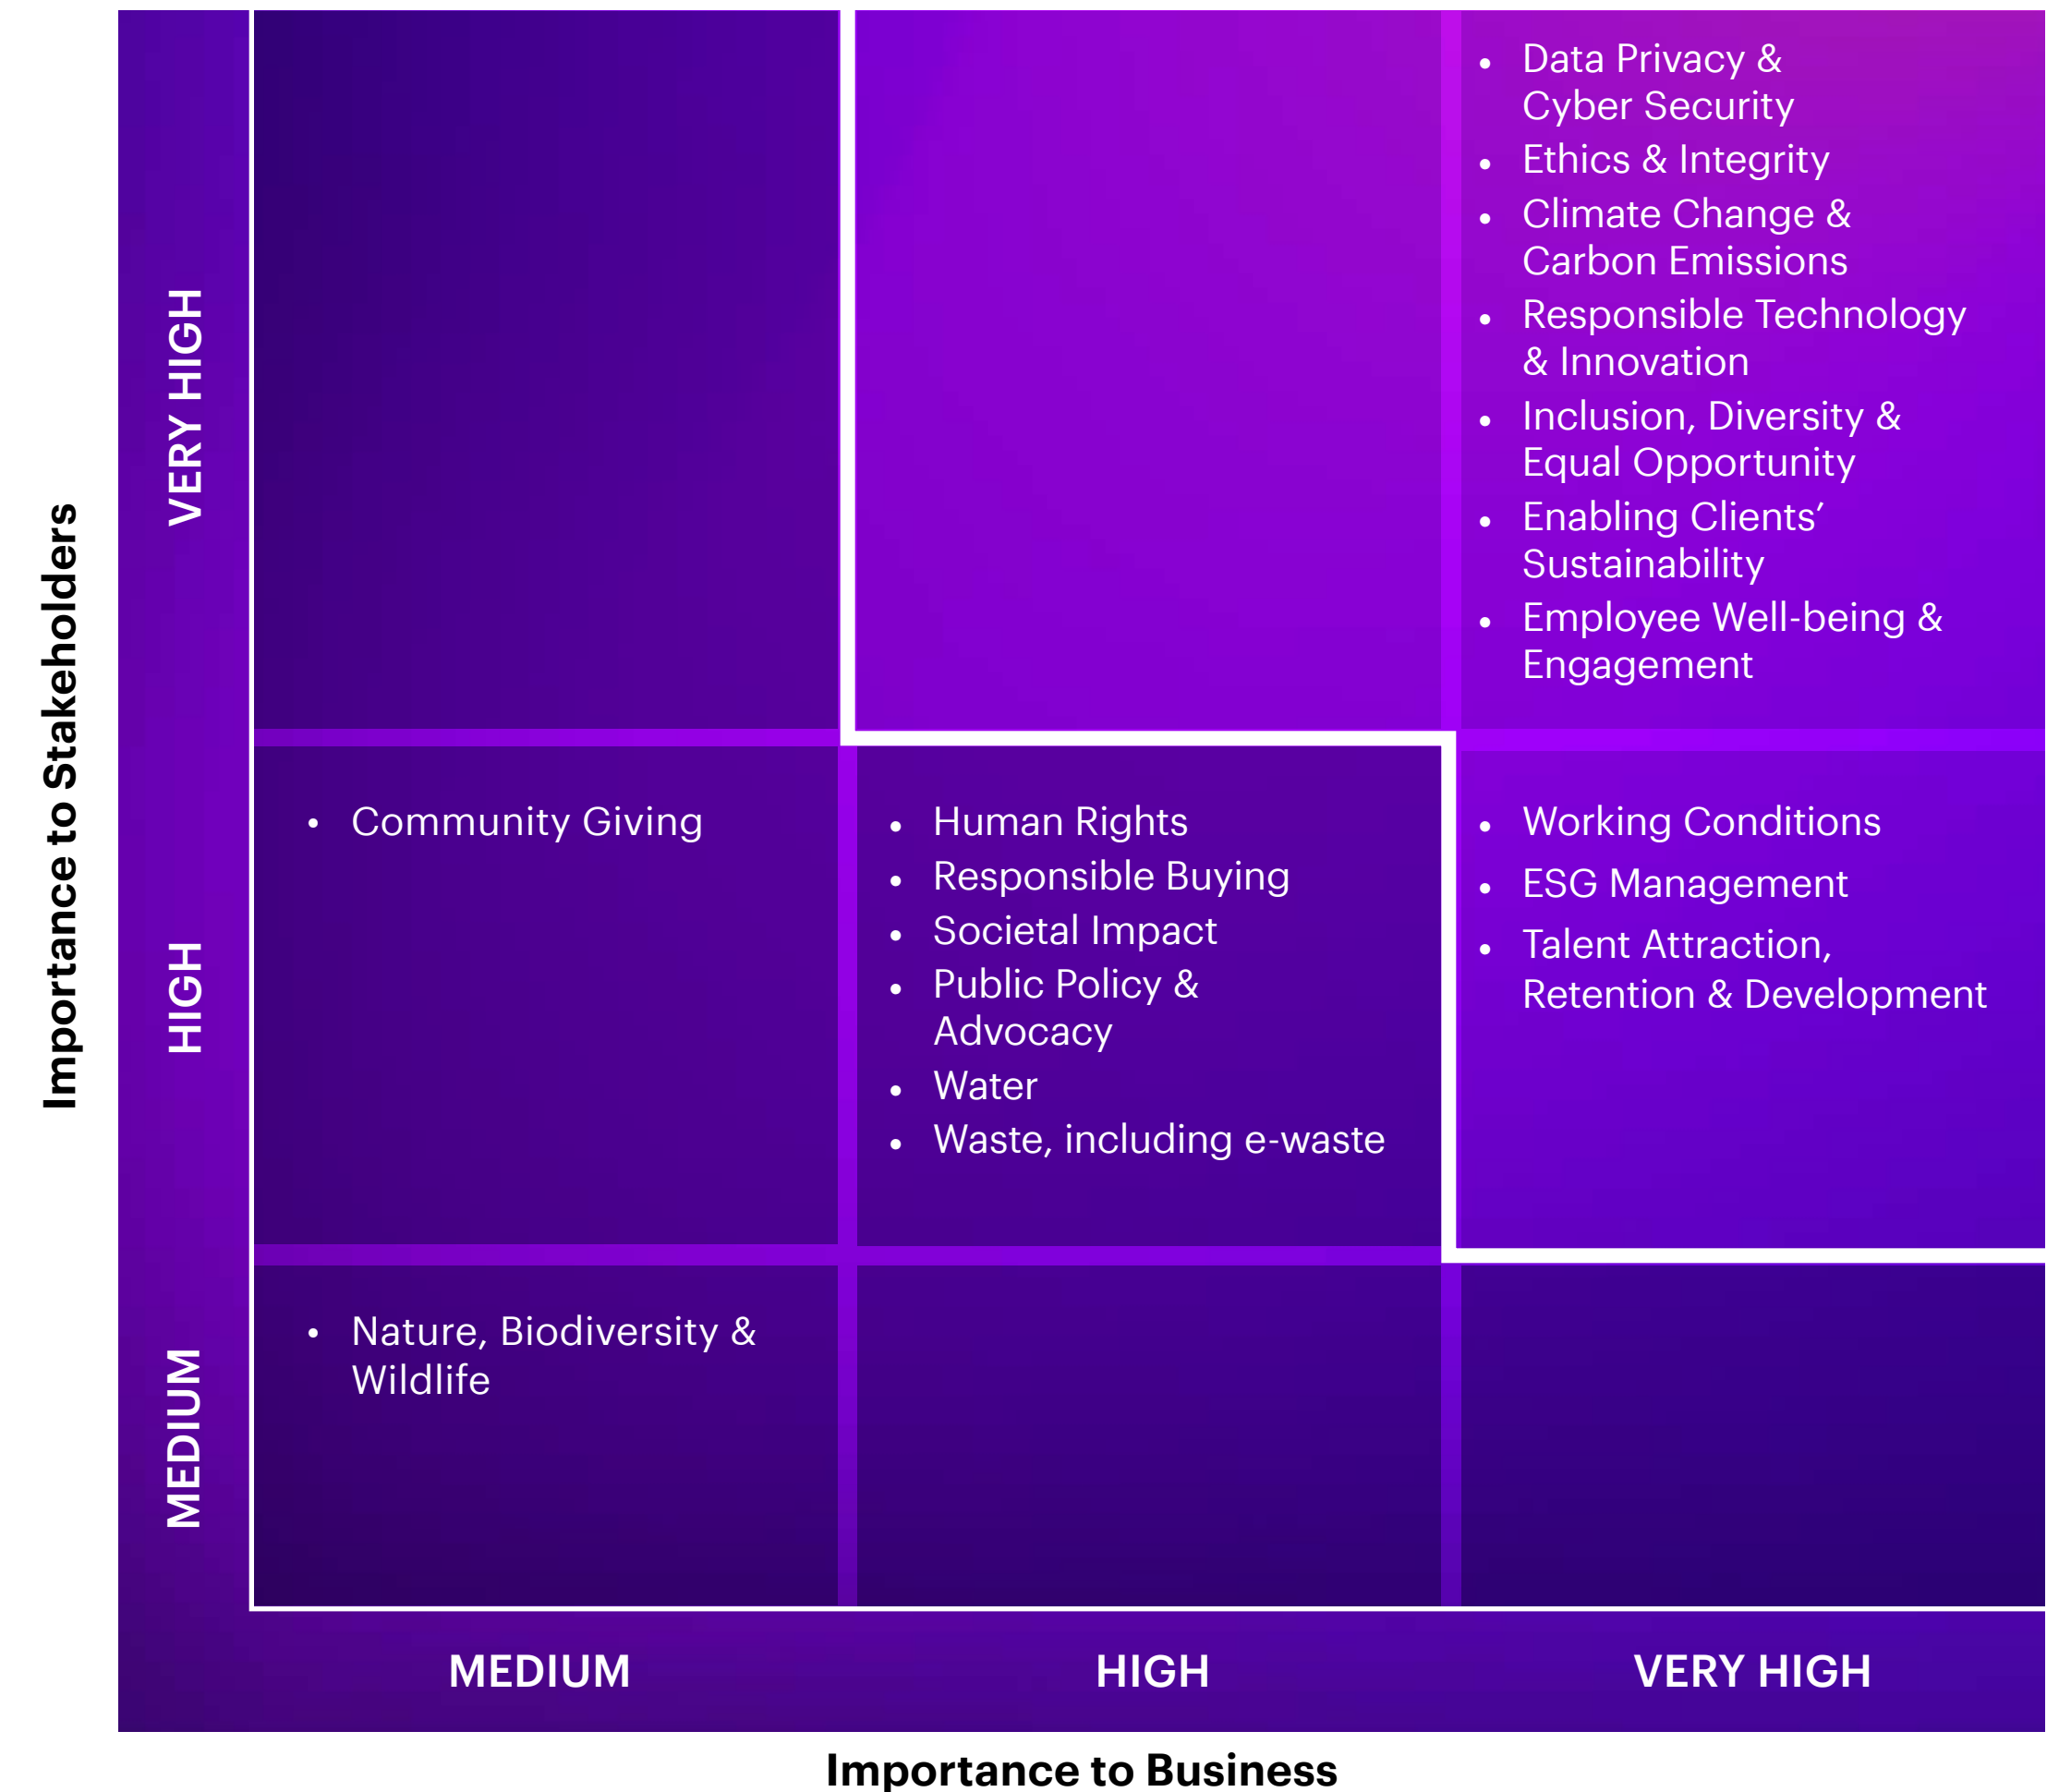 Importance to Stakeholders
VERY HIGH
• Data Privacy &
Cyber Security
• Ethics & Integrity
• Climate Change &
Carbon Emissions
• Responsible Technology
& Innovation
• Inclusion, Diversity &
Equal Opportunity
• Enabling Clients’
Sustainability
• Employee Well-being &
Engagement
HIGH
• Community Giving
• Human Rights
• Responsible Buying
• Societal Impact
• Public Policy &
Advocacy
• Water
• Waste, including e-waste
• Working Conditions
• ESG Management
• Talent Attraction,
Retention & Development
MEDIUM
• Nature, Biodiversity &
Wildlife
MEDIUM
HIGH
VERY HIGH
Importance to Business